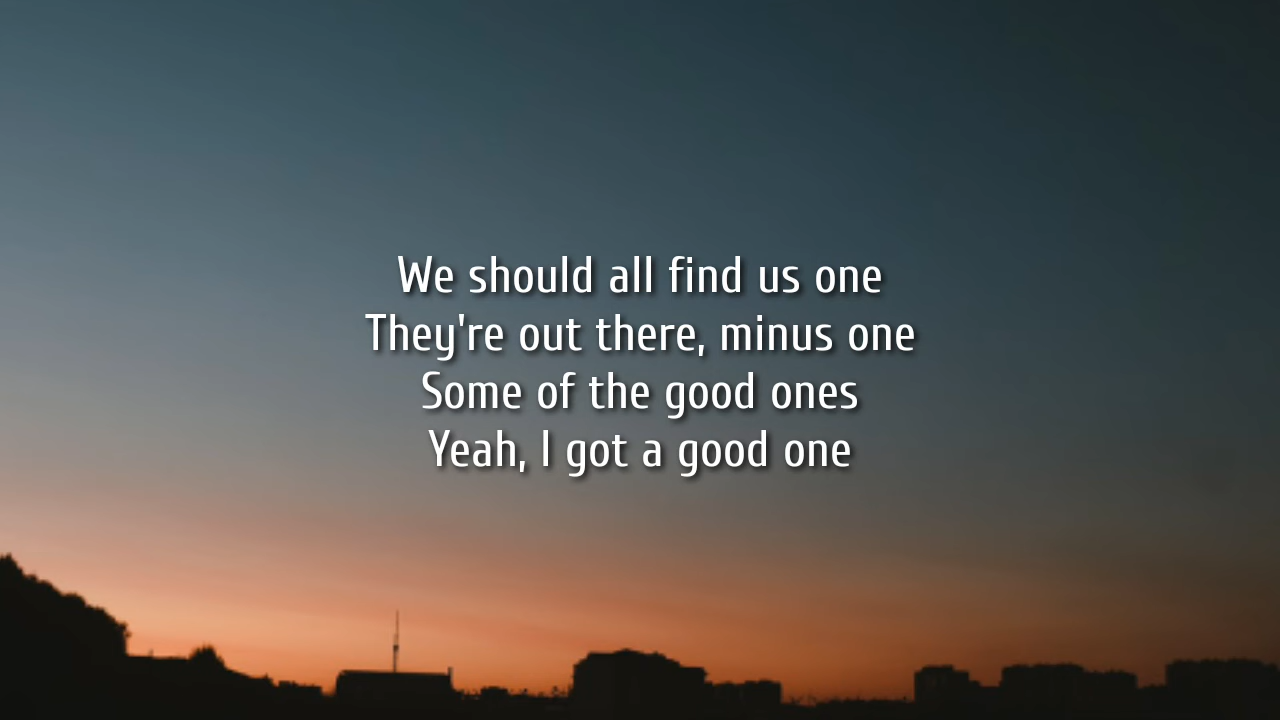 We should all find us one
They're out there, minus one
Some of the good ones
Yeah, I got a good one